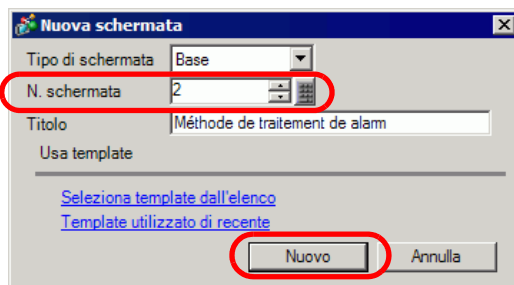 Nuova schermata
Tipo di schermata Base
N. schermata 2
Titolo Méthode de traitement de alarm
Usa template
Seleziona template dall'elenco
Template utilizzato di recente
Nuovo Annulla